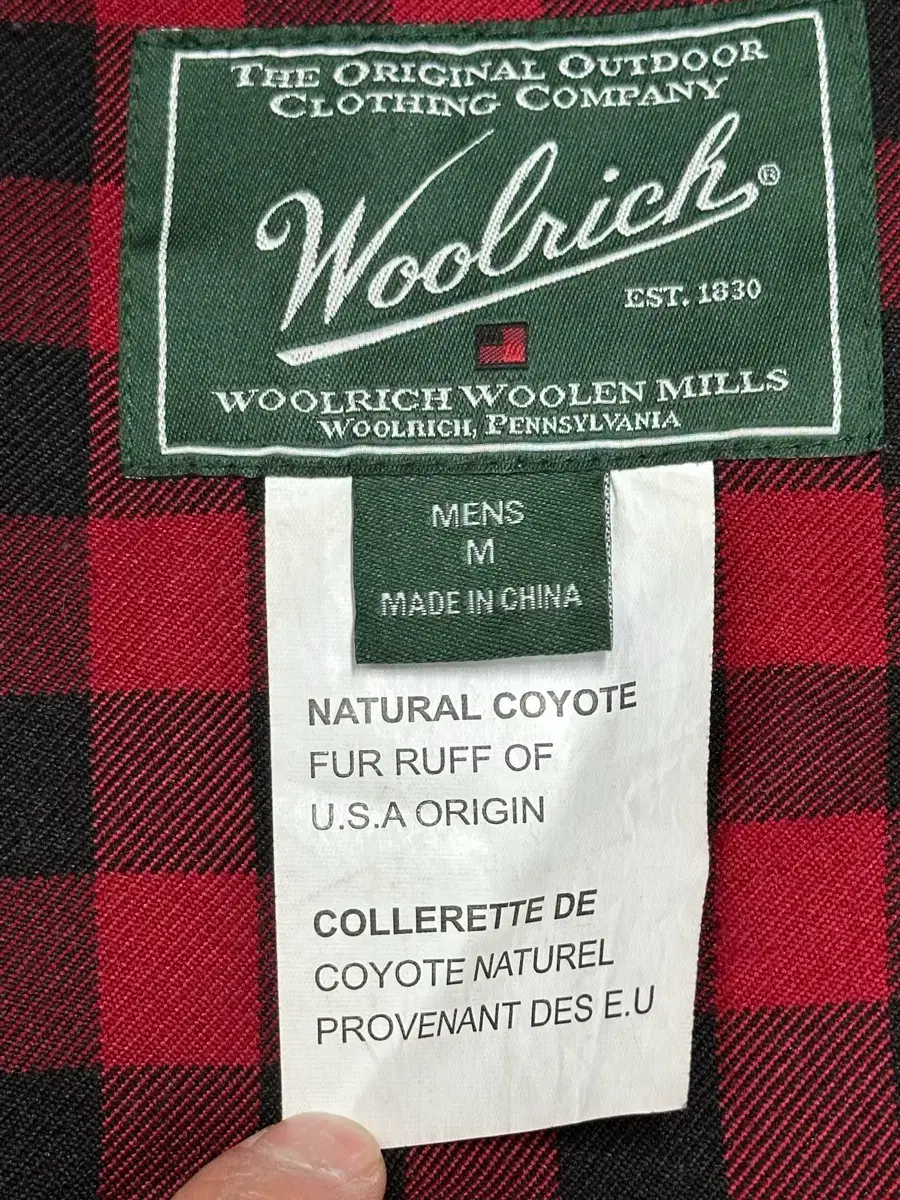 THE ORIGINAL OUTDOOR
CLOTHING COMPANY
Woolrich®
EST. 1830
WOOLRICH WOOLEN MILLS
WOOLRICH, PENNSYLVANIA
MENS
M
MADE IN CHINA
NATURAL COYOTE
FUR RUFF OF
U.S.A ORIGIN
COLLERETTE DE
COYOTE NATUREL
PROVENANT DES E.U